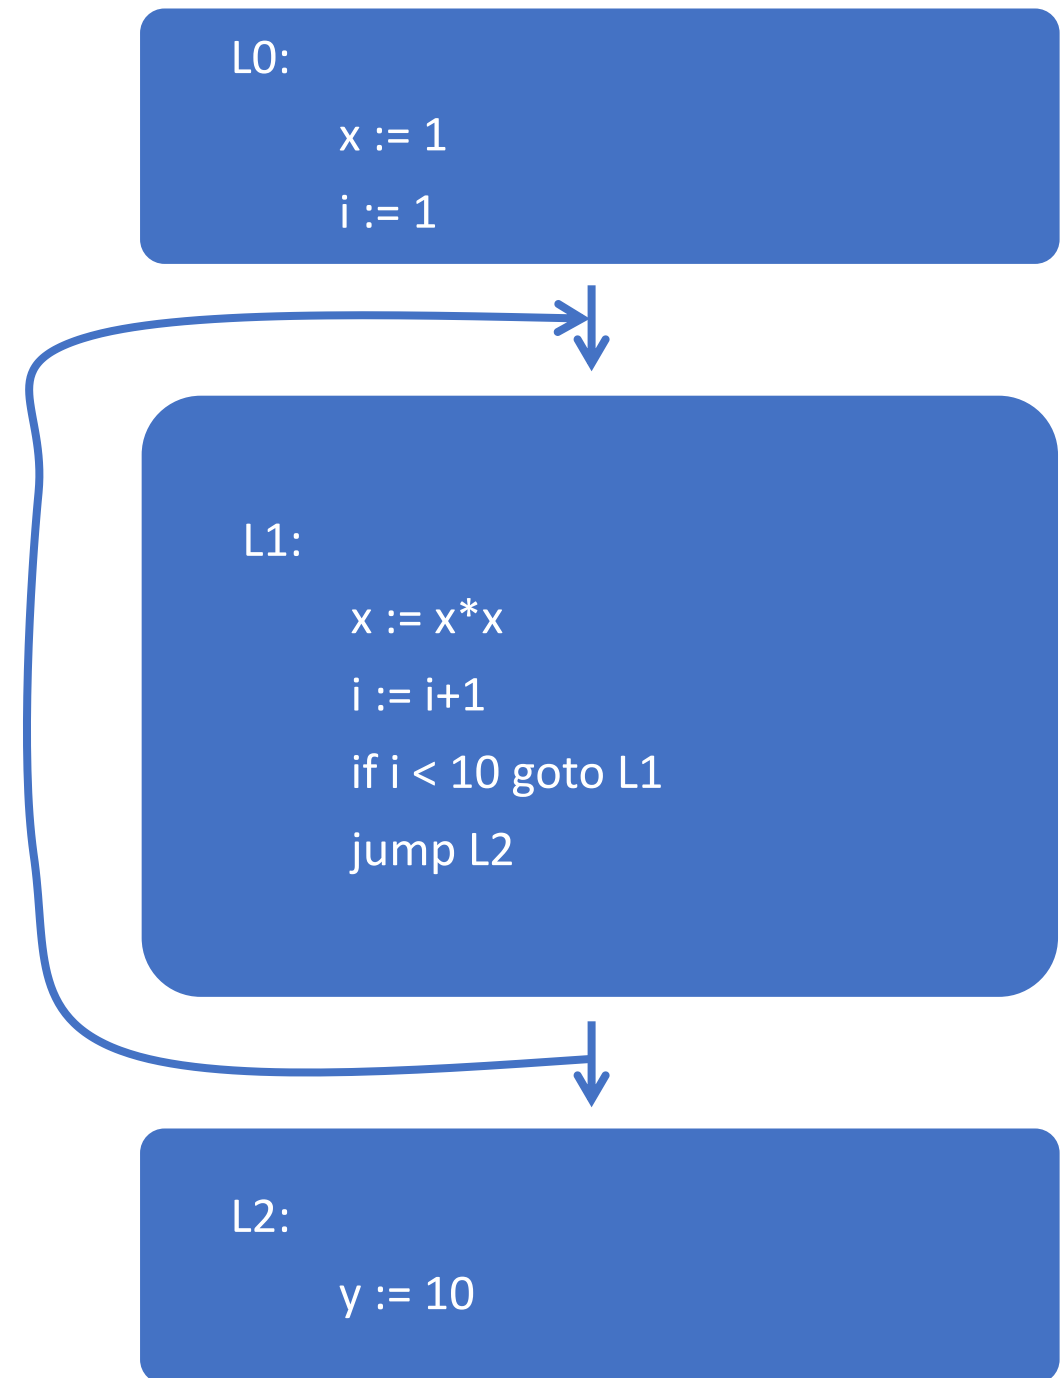 L0:
x := 1
i := 1
L1:
x := x*x
i := i+1
if i < 10 goto L1
jump L2
L2:
y := 10